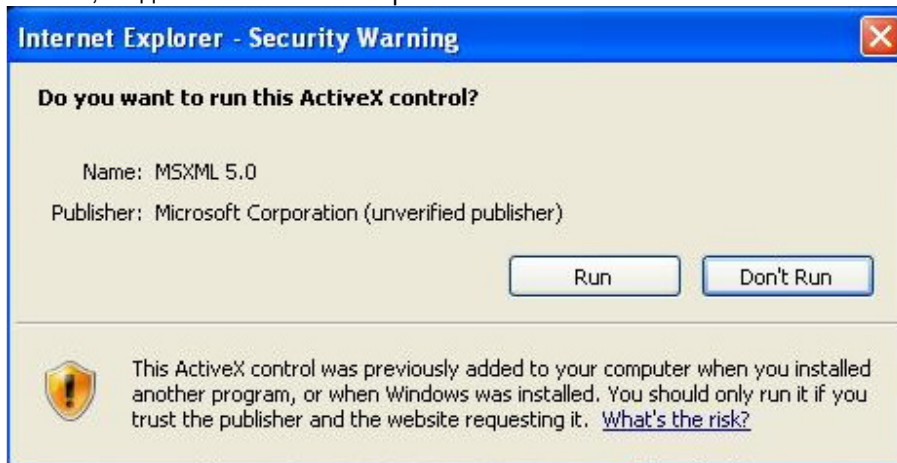 Internet Explorer - Security Warning
Do you want to run this ActiveX control?
Name: MSXML 5.0
Publisher: Microsoft Corporation (unverified publisher)
Run Don't Run
This ActiveX control was previously added to your computer when you installed
another program, or when Windows was installed. You should only run it if you
trust the publisher and the website requesting it. What's the risk?